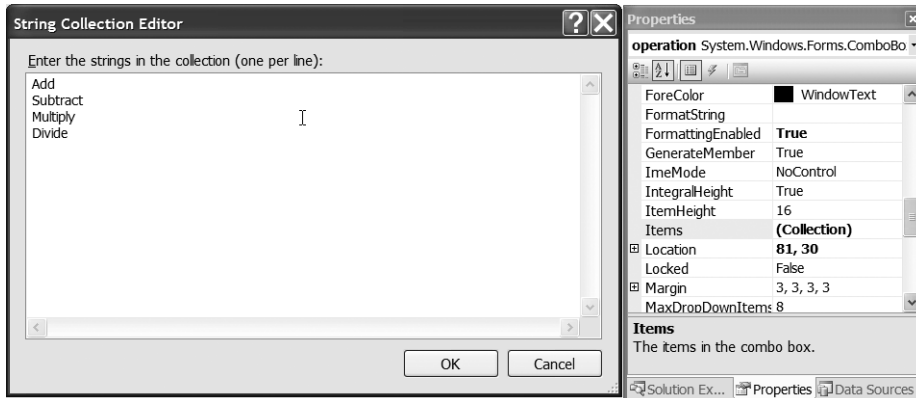 String Collection Editor
Enter the strings in the collection (one per line):
Add
Subtract
Multiply
Divide
OK Cancel
Properties
operation System.Windows.Forms.ComboBo
ForeColor WindowText
FormatString
FormattingEnabled True
GenerateMember True
ImeMode NoControl
IntegralHeight True
ItemHeight 16
Items (Collection)
Location 81, 30
Locked False
Margin 3, 3, 3, 3
MaxDropDownItems 8
Items
The items in the combo box.
Solution Ex... Properties Data Sources